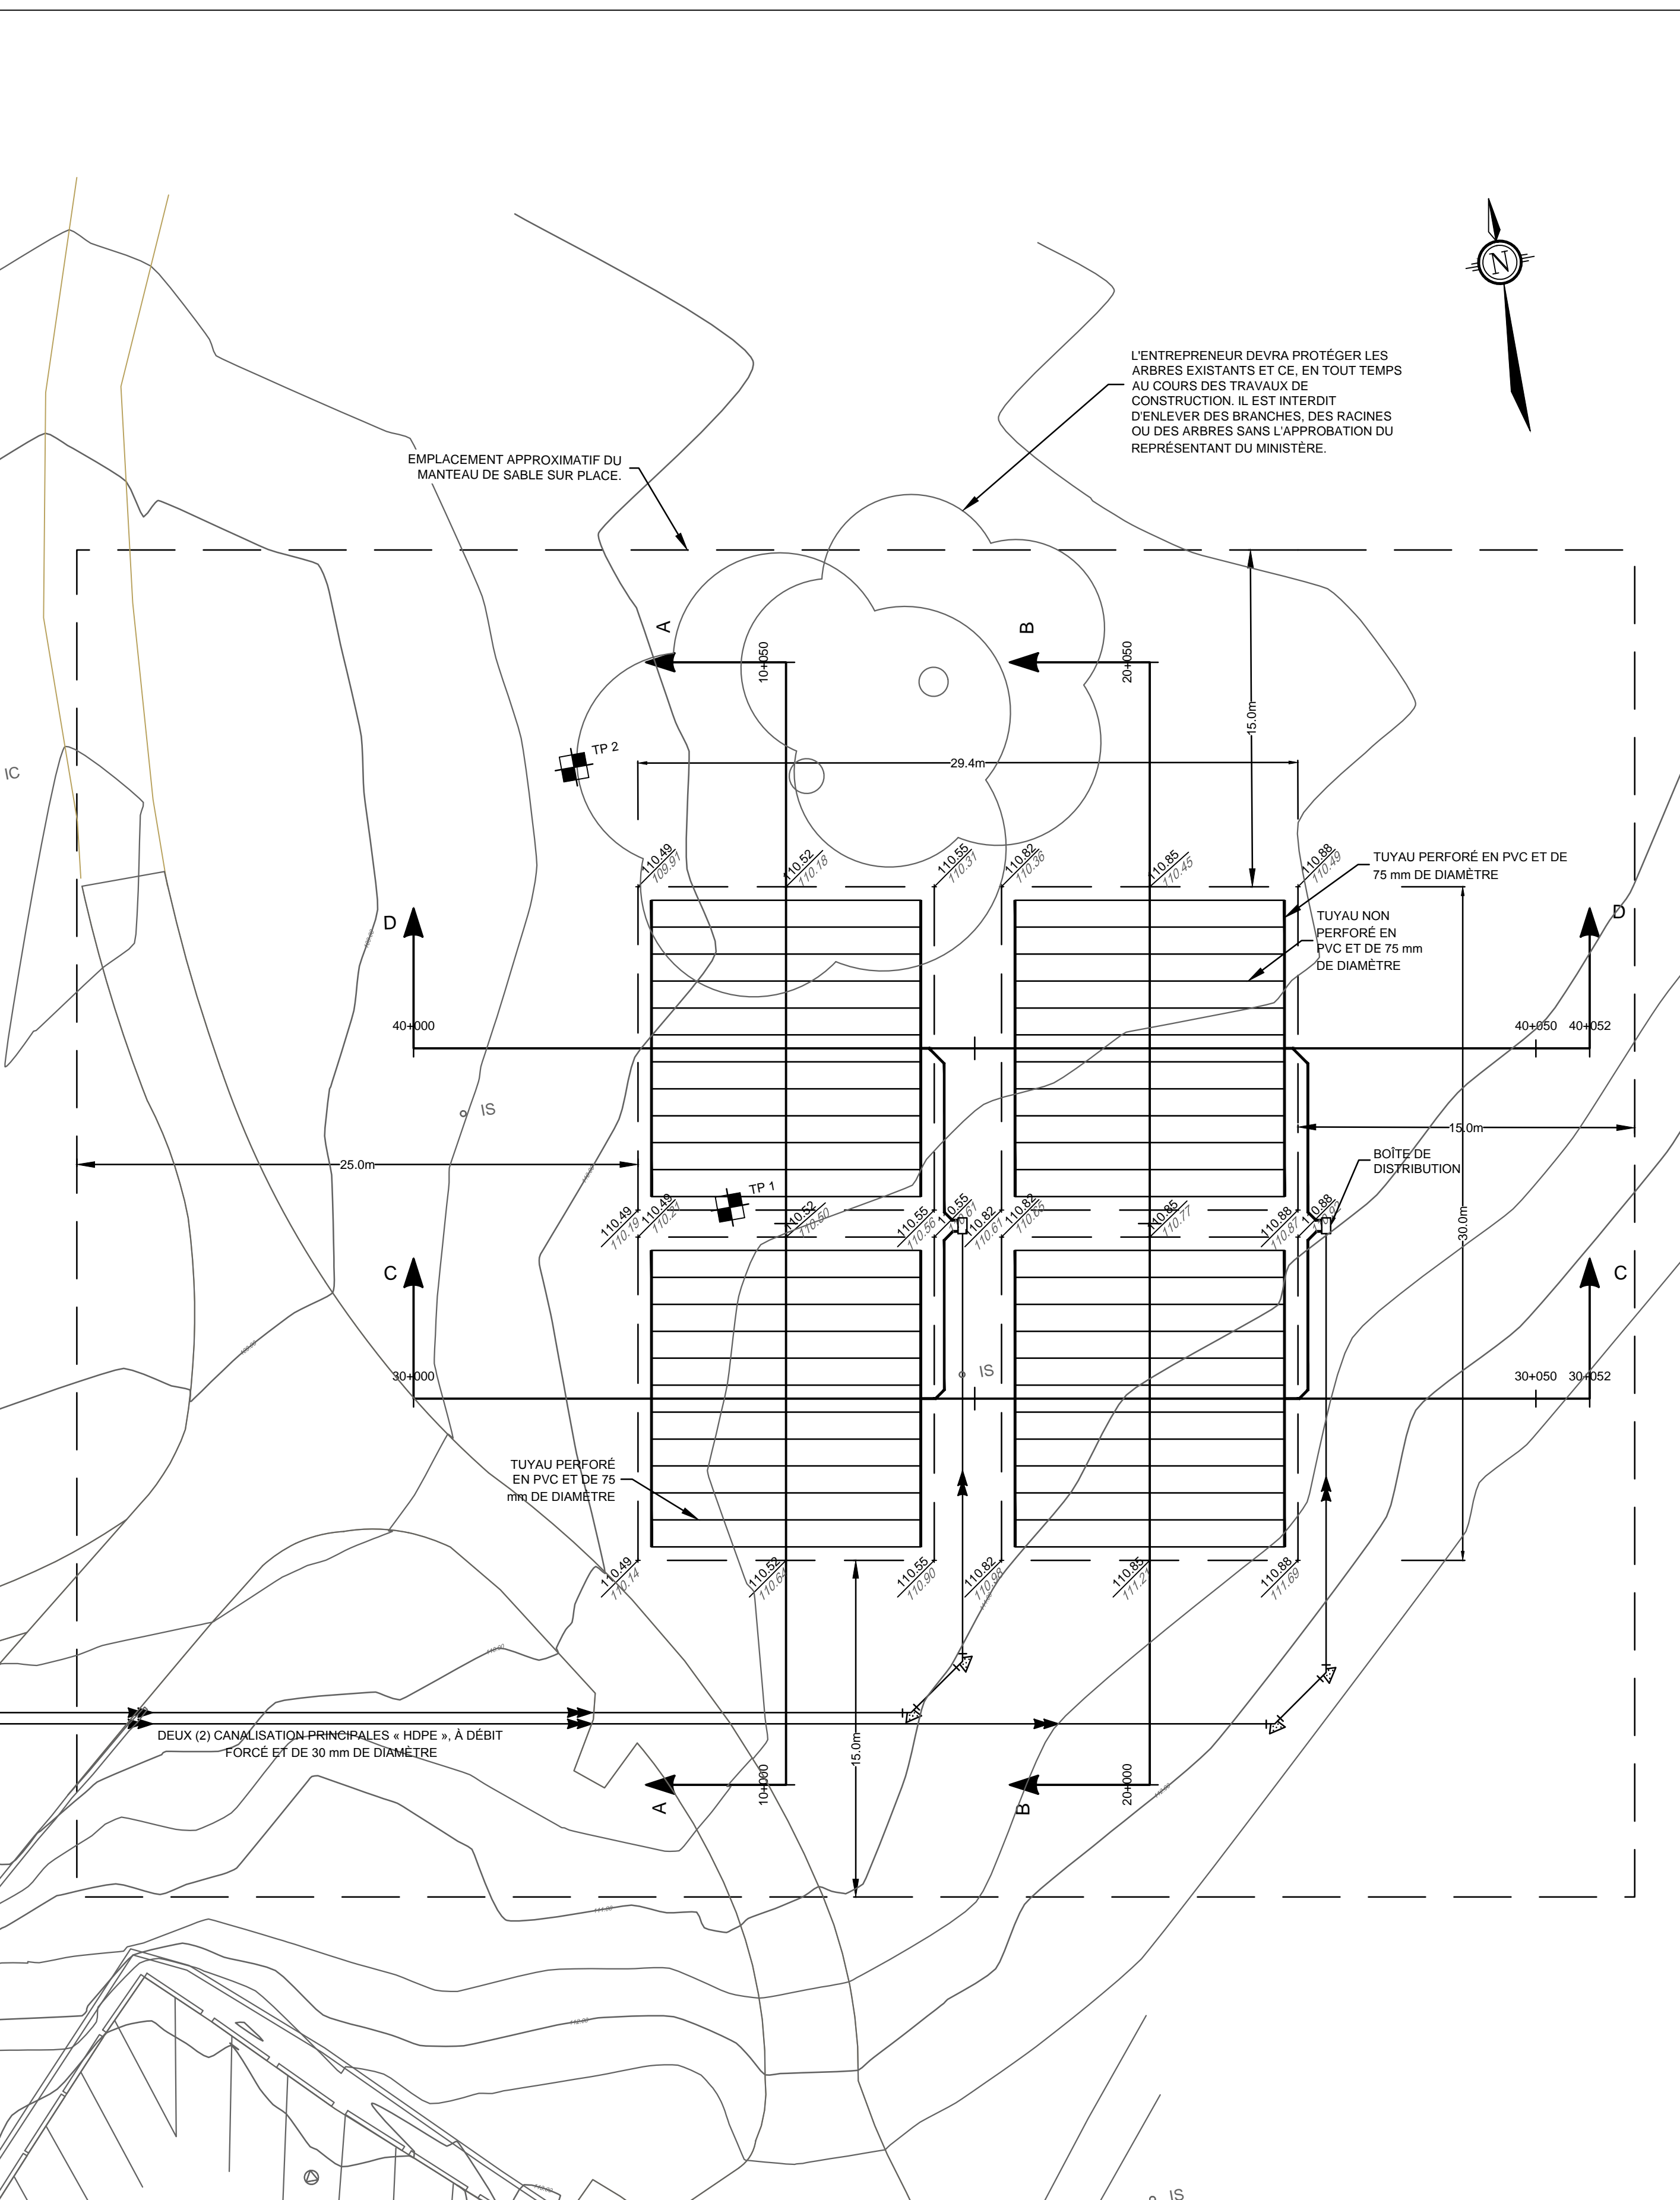 N
L'ENTREPRENEUR DEVRA PROTÉGER LES
ARBRES EXISTANTS ET CE, EN TOUT TEMPS
AU COURS DES TRAVAUX DE
CONSTRUCTION. IL EST INTERDIT
D'ENLEVER DES BRANCHES, DES RACINES
OU DES ARBRES SANS L'APPROBATION DU
REPRÉSENTANT DU MINISTÈRE.
EMPLACEMENT APPROXIMATIF DU
MANTEAU DE SABLE SUR PLACE.
A
10+050
B
20+050
15.0m
TP 2
29.4m
IC
110.49
109.91
110.52
110.18
110.55
110.31
110.82
110.36
110.85
110.45
110.88
110.49
TUYAU PERFORÉ EN PVC ET DE
75 mm DE DIAMÈTRE
TUYAU NON
PERFORÉ EN
PVC ET DE 75 mm
DE DIAMÈTRE
D
D
40+000
40+050
40+052
IS
15.0m
25.0m
BOÎTE DE
DISTRIBUTION
TP 1
110.49
110.19
110.49
110.21
110.52
110.50
110.55
110.56
110.55
110.82
110.61
110.82
110.85
110.77
110.88
110.87
110.88
30.0m
C
C
30+000
IS
30+050
30+052
TUYAU PERFORÉ
EN PVC ET DE 75
mm DE DIAMÈTRE
110.49
110.14
110.52
110.64
110.55
110.90
110.82
110.98
110.85
111.21
110.88
111.69
DEUX (2) CANALISATION PRINCIPALES « HDPE », À DÉBIT
FORCÉ ET DE 30 mm DE DIAMÈTRE
15.0m
10+000
A
20+000
B
111.00
112.00
IS